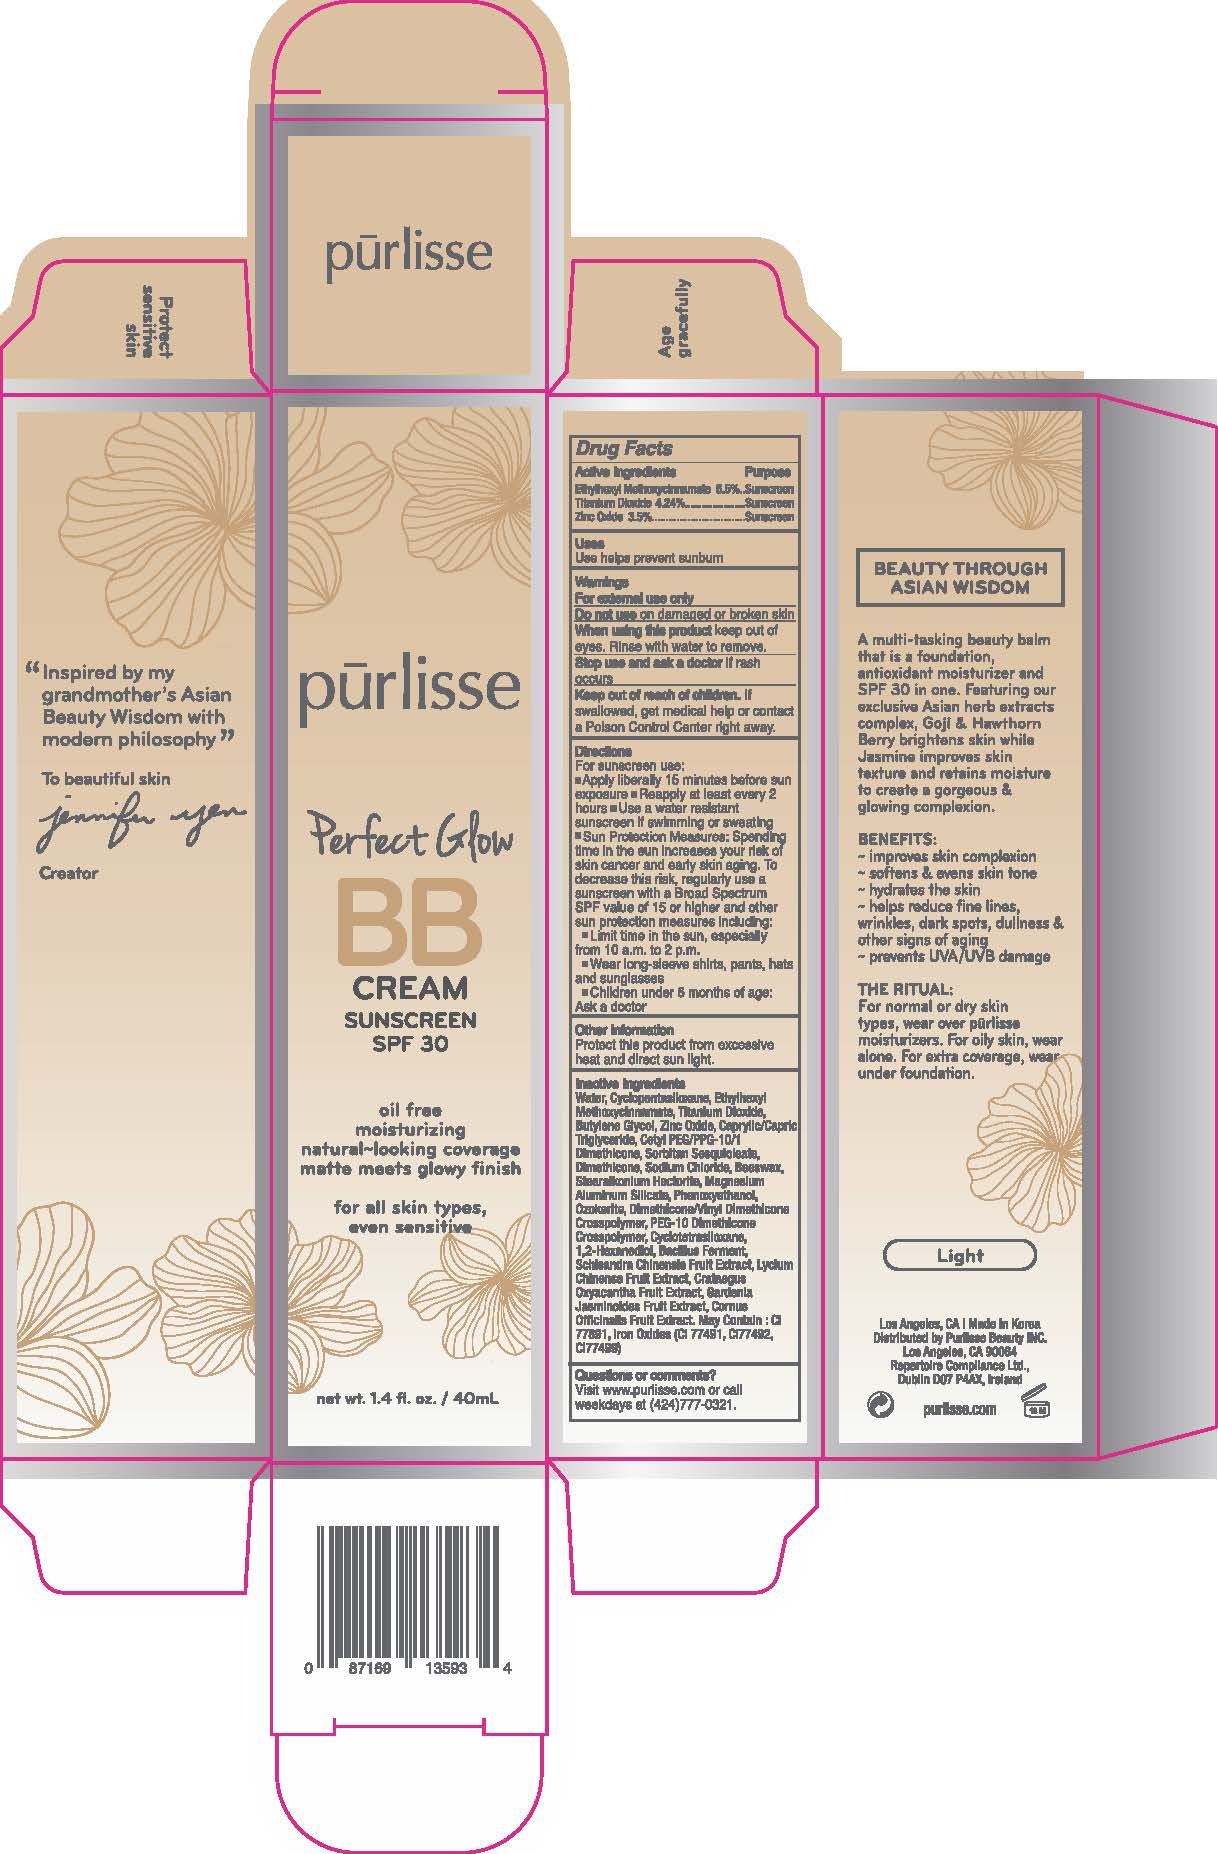 pūrlisse
Protect
sensitive
skin
Age
gracefully
“Inspired by my
grandmother's Asian
Beauty Wisdom with
modern philosophy”
To beautiful skin
jennifer yen
Creator
pūrlisse
Perfect Glow
BB
CREAM
SUNSCREEN
SPF 30
oil free
moisturizing
natural~looking coverage
matte meets glowy finish
for all skin types,
even sensitive
net wt. 1.4 fl. oz. / 40mL
Drug Facts
Active Ingredients Purpose
Ethylhexyl Methoxycinnamate 6.5%..Sunscreen
Titanium Dioxide 4.24%..................Sunscreen
Zinc Oxide 3.5%............................Sunscreen
Uses
Use helps prevent sunburn
Warnings
For external use only
Do not use on damaged or broken skin
When using this product keep out of
eyes. Rinse with water to remove.
Stop use and ask a doctor if rash
occurs
Keep out of reach of children. If
swallowed, get medical help or contact
a Poison Control Center right away.
Directions
For sunscreen use:
▪Apply liberally 15 minutes before sun
exposure ▪ Reapply at least every 2
hours ▪ Use a water resistant
sunscreen if swimming or sweating
▪Sun Protection Measures: Spending
time in the sun increases your risk of
skin cancer and early skin aging. To
decrease this risk, regularly use a
sunscreen with a Broad Spectrum
SPF value of 15 or higher and other
sun protection measures including:
▪ Limit time in the sun, especially
from 10 a.m. to 2 p.m.
▪Wear long-sleeve shirts, pants, hats
and sunglasses
▪Children under 6 months of age:
Ask a doctor
Other information
Protect this product from excessive
heat and direct sun light.
Inactive Ingredients
Water, Cyclopentasiloxane, Ethylhexyl
Methoxycinnamate, Titanium Dioxide,
Butylene Glycol, Zinc Oxide, Caprylic/Capric
Triglyceride, Cetyl PEG/PPG-10/1
Dimethicone, Sorbitan Sesquioleate,
Dimethicone, Sodium Chloride, Beeswax,
Stearalkonium Hectorite, Magnesium
Aluminum Silicate, Phenoxyethanol,
Ozokerite, Dimethicone/Vinyl Dimethicone
Crosspolymer, PEG-10 Dimethicone
Crosspolymer, Cyclotetrasiloxane,
1,2-Hexanediol, Bacillus Ferment,
Schisandra Chinensis Fruit Extract, Lycium
Chinense Fruit Extract, Crataegus
Oxyacantha Fruit Extract, Gardenia
Jasminoides Fruit Extract, Cornus
Officinalis Fruit Extract. May Contain : CI
77891, Iron Oxides (CI 77491, CI77492,
CI77499)
Questions or comments?
Visit www.purlisse.com or call
weekdays at (424)777-0321.
BEAUTY THROUGH
ASIAN WISDOM
A multi-tasking beauty balm
that is a foundation,
antioxidant moisturizer and
SPF 30 in one. Featuring our
exclusive Asian herb extracts
complex, Goji & Hawthorn
Berry brightens skin while
Jasmine improves skin
texture and retains moisture
to create a gorgeous &
glowing complexion.
BENEFITS:
~ improves skin complexion
~ softens & evens skin tone
~ hydrates the skin
~ helps reduce fine lines,
wrinkles, dark spots, dullness &
other signs of aging
~ prevents UVA/UVB damage
THE RITUAL:
For normal or dry skin
types, wear over pūrlisse
moisturizers. For oily skin, wear
alone. For extra coverage, wear
under foundation.
Light
Los Angeles, CA | Made in Korea
Distributed by Purlisse Beauty INC.
Los Angeles, CA 90064
Repertoire Compliance Ltd.,
Dublin D07 P4AX, Ireland
purlisse.com
18 M
0 87169 13593 4